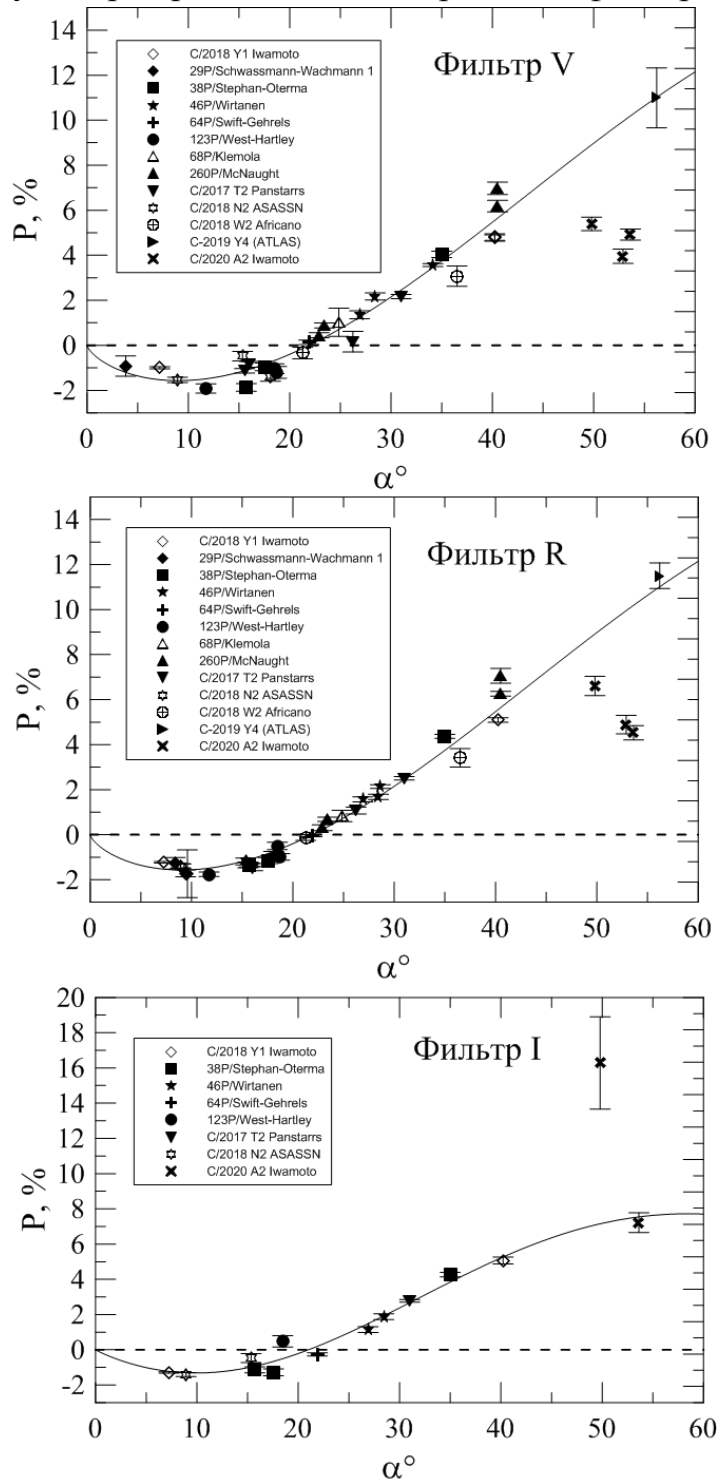 Фильтр V
C/2018 Y1 Iwamoto
29P/Schwassmann-Wachmann 1
38P/Stephan-Oterma
46P/Wirtanen
64P/Swift-Gehrels
123P/West-Hartley
68P/Klemola
260P/McNaught
C/2017 T2 Panstarrs
C/2018 N2 ASASSN
C/2018 W2 Africano
C-2019 Y4 (ATLAS)
C/2020 A2 Iwamoto
P, %
14
12
10
8
6
4
2
0
-2
0 10 20 30 40 50 60
α°
Фильтр R
C/2018 Y1 Iwamoto
29P/Schwassmann-Wachmann 1
38P/Stephan-Oterma
46P/Wirtanen
64P/Swift-Gehrels
123P/West-Hartley
68P/Klemola
260P/McNaught
C/2017 T2 Panstarrs
C/2018 N2 ASASSN
C/2018 W2 Africano
C-2019 Y4 (ATLAS)
C/2020 A2 Iwamoto
P, %
14
12
10
8
6
4
2
0
-2
0 10 20 30 40 50 60
α°
Фильтр I
C/2018 Y1 Iwamoto
38P/Stephan-Oterma
46P/Wirtanen
64P/Swift-Gehrels
123P/West-Hartley
C/2017 T2 Panstarrs
C/2018 N2 ASASSN
C/2020 A2 Iwamoto
P, %
20
18
16
14
12
10
8
6
4
2
0
-2
0 10 20 30 40 50 60
α°